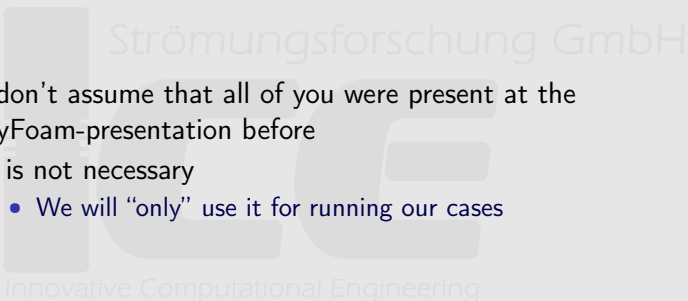 Strömungsforschung GmbH
don't assume that all of you were present at the
yFoam-presentation before
is not necessary
• We will “only” use it for running our cases
ICE
Innovative Computational Engineering